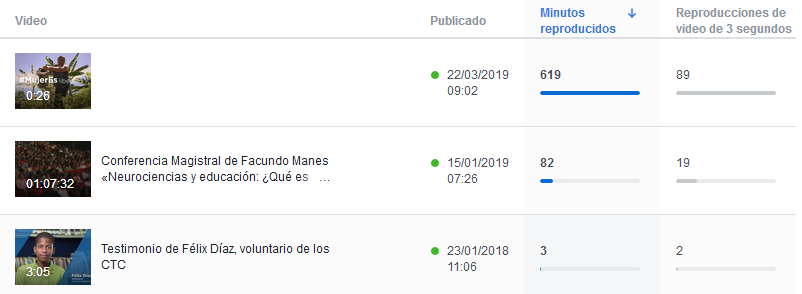 Video
Publicado
Minutos
reproducidos
Reproducciones de
video de 3 segundos
#MujerEs
0:26
22/03/2019
09:02
619
89
01:07:32
Conferencia Magistral de Facundo Manes
«Neurociencias y educación: ¿Qué es ...
15/01/2019
07:26
82
19
3:05
Testimonio de Félix Díaz, voluntario de los
CTC
23/01/2018
11:06
3
2